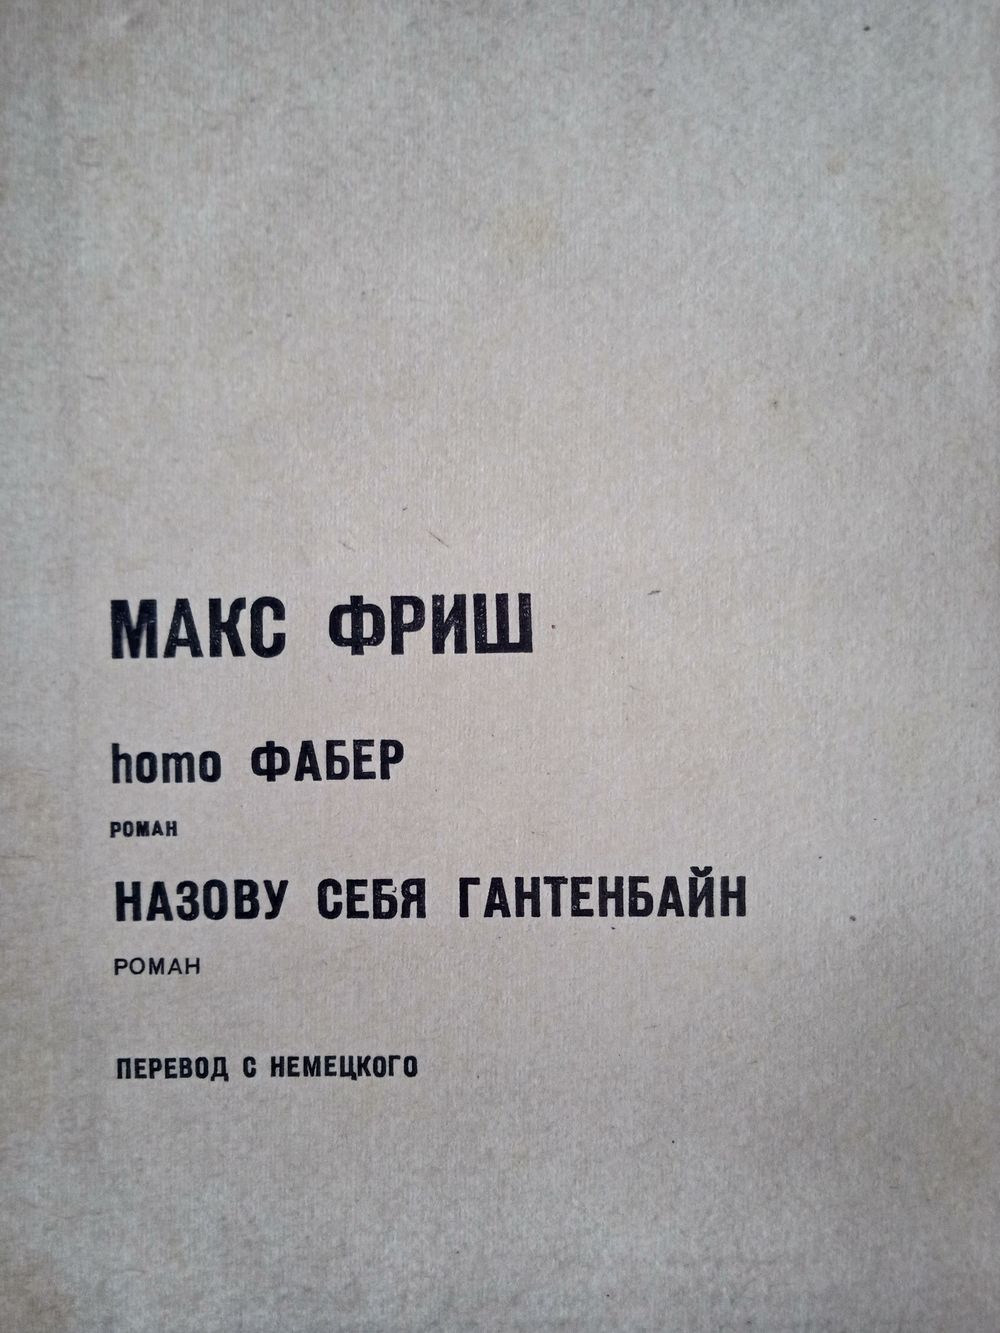 МАКС ФРИШ
homo ФАБЕР
РОМАН
НАЗОВУ СЕБЯ ГАНТЕНБАЙН
РОМАН
ПЕРЕВОД С НЕМЕЦКОГО